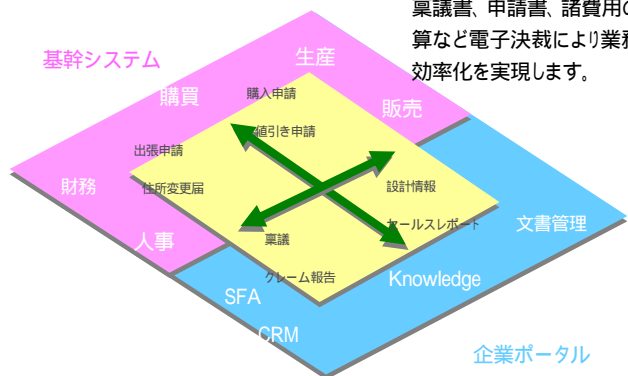 稟議書、申請書、諸費用の
算など電子決裁により業務
効率化を実現します。
基幹システム
生産
購買
購入申請
販売
値引き申請
出張申請
財務
住所変更届
設計情報
セールスレポート
文書管理
人事
稟議
クレーム報告
Knowledge
SFA
CRM
企業ポータル